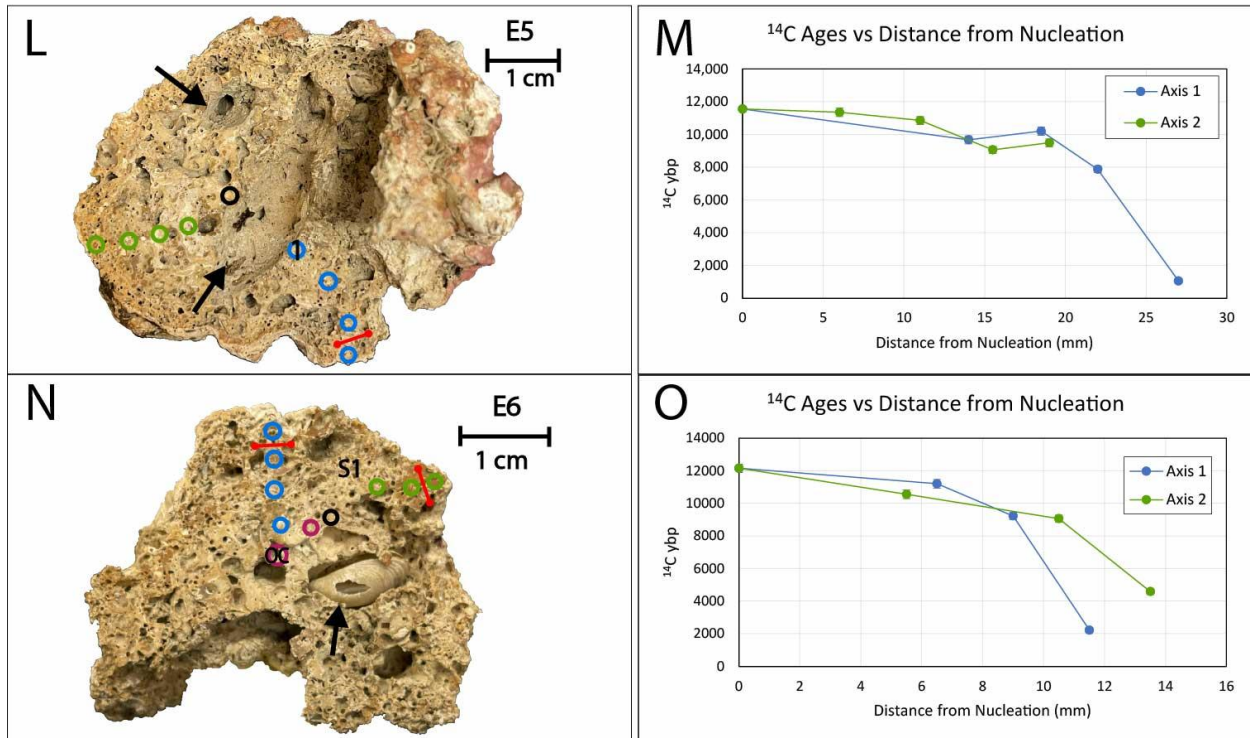 L
E5
1 cm
1
M
¹⁴C Ages vs Distance from Nucleation
14,000
12,000
10,000
8,000
6,000
4,000
2,000
0
¹⁴C ybp
Axis 1
Axis 2
0 5 10 15 20 25 30
Distance from Nucleation (mm)
N
E6
1 cm
S1
OC
O
¹⁴C Ages vs Distance from Nucleation
14000
12000
10000
8000
6000
4000
2000
0
¹⁴C ybp
Axis 1
Axis 2
0 2 4 6 8 10 12 14 16
Distance from Nucleation (mm)